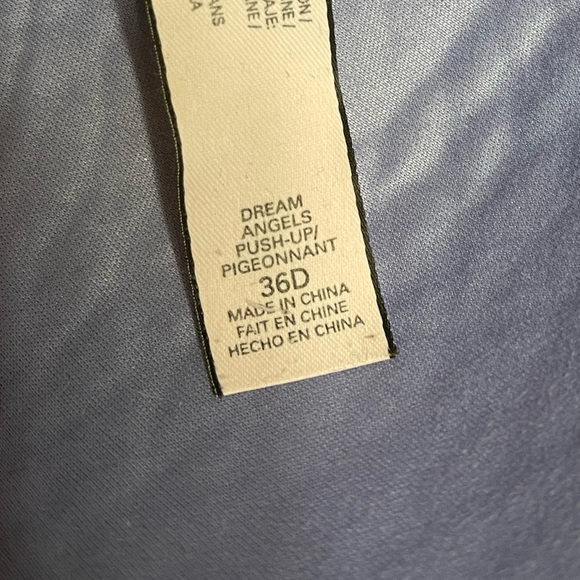 DREAM
ANGELS
PUSH-UP/
PIGEONNANT
36D
MADE IN CHINA
FAIT EN CHINE
HECHO EN CHINA